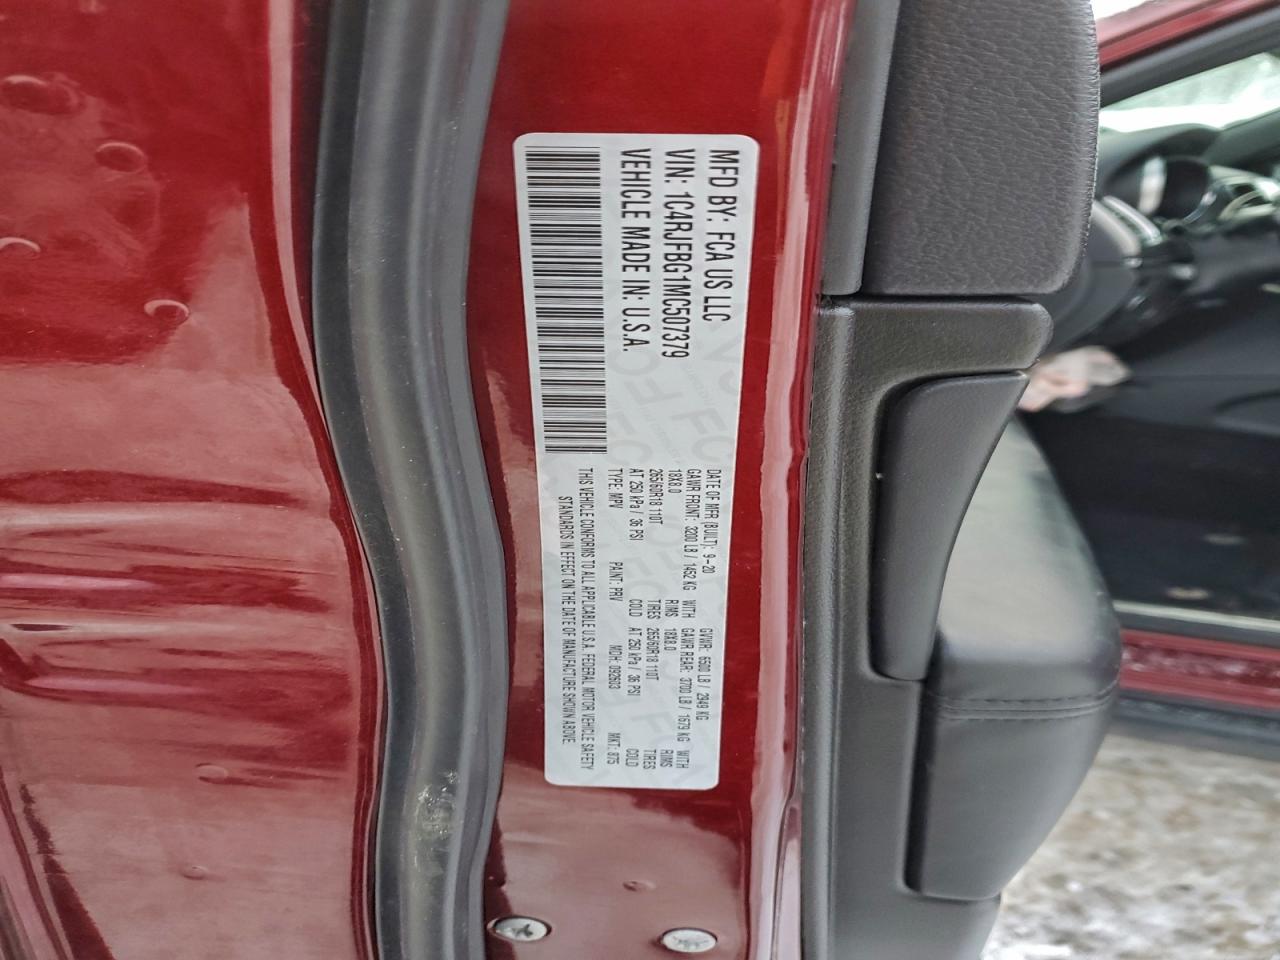 MFD BY: FCA US LLC
VIN: 1C4RJFBG1MC507379
VEHICLE MADE IN: U.S.A.
DATE OF MFR (BUILT): 9-20 GVWR: 6500 LB / 2949 KG
GAWR FRONT: 3200 LB / 1452 KG WITH GAWR REAR: 3700 LB / 1679 KG WITH
18X8.0 RIMS 18X8.0 RIMS
265/60R18 110T TIRES 265/60R18 110T TIRES
AT 250 kPa / 36 PSI COLD AT 250 kPa / 36 PSI COLD
TYPE: MPV PAINT: PRV MDH: 092603 MKT: 875
THIS VEHICLE CONFORMS TO ALL APPLICABLE U.S.A. FEDERAL MOTOR VEHICLE SAFETY
STANDARDS IN EFFECT ON THE DATE OF MANUFACTURE SHOWN ABOVE.